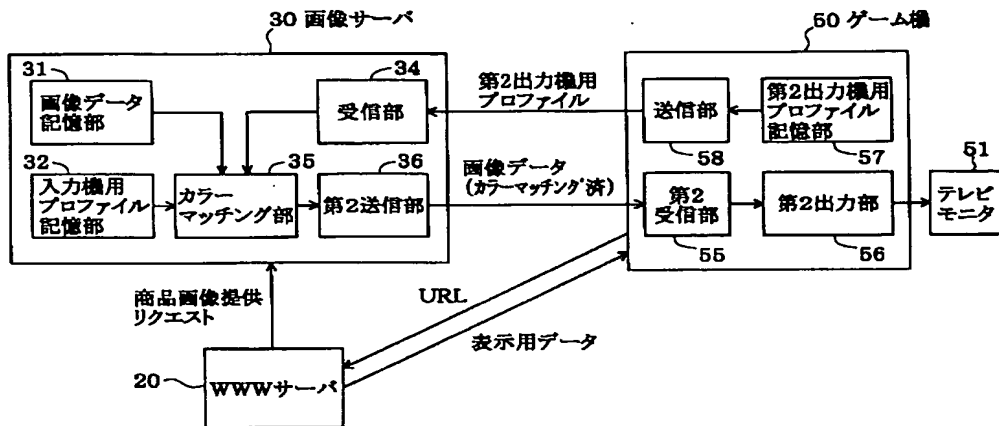 30 画像サーバ
50 ゲーム機
31
画像データ
記憶部
34
受信部
第2出力機用
プロファイル
送信部
58
第2出力機用
プロファイル
記憶部
57
32
入力機用
プロファイル
記憶部
35
カラー
マッチング部
36
第2送信部
画像データ
(カラーマッチング済)
第2
受信部
55
第2出力部
56
51
テレビ
モニタ
商品画像提供
リクエスト
URL
表示用データ
20
WWWサーバ